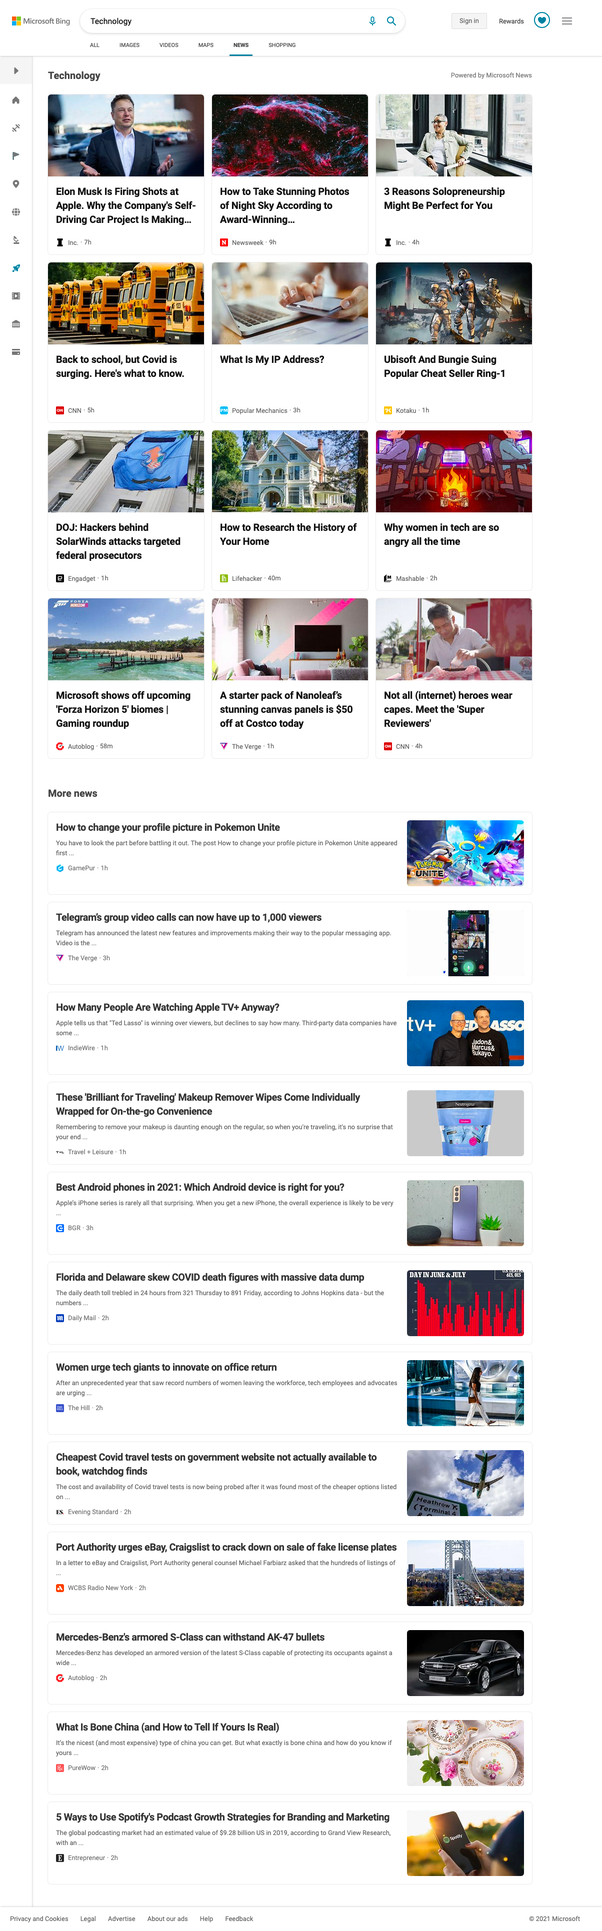 Microsoft Bing
Technology
Sign in
Rewards
ALL
IMAGES
VIDEOS
MAPS
NEWS
SHOPPING
Technology
Powered by Microsoft News
Elon Musk Is Firing Shots at
Apple. Why the Company's Self-
Driving Car Project Is Making...
Inc. · 7h
How to Take Stunning Photos
of Night Sky According to
Award-Winning...
Newsweek · 9h
3 Reasons Solopreneurship
Might Be Perfect for You
Inc. · 4h
Back to school, but Covid is
surging. Here's what to know.
CNN · 5h
What Is My IP Address?
Popular Mechanics · 3h
Ubisoft And Bungie Suing
Popular Cheat Seller Ring-1
Kotaku · 1h
DOJ: Hackers behind
SolarWinds attacks targeted
federal prosecutors
Engadget · 1h
How to Research the History of
Your Home
Lifehacker · 40m
Why women in tech are so
angry all the time
Mashable · 2h
FORZA
Microsoft shows off upcoming
'Forza Horizon 5' biomes |
Gaming roundup
Autoblog · 58m
A starter pack of Nanoleaf's
stunning canvas panels is $50
off at Costco today
The Verge · 1h
Not all (internet) heroes wear
capes. Meet the 'Super
Reviewers'
CNN · 4h
More news
How to change your profile picture in Pokemon Unite
You have to look the part before battling it out. The post How to change your profile picture in Pokemon Unite appeared
first ...
GamePur · 1h
POKÉMON
UNITE
Telegram's group video calls can now have up to 1,000 viewers
Telegram has announced the latest new features and improvements making their way to the popular messaging app.
Video is the ...
The Verge · 3h
How Many People Are Watching Apple TV+ Anyway?
Apple tells us that "Ted Lasso" is winning over viewers, but declines to say how many. Third-party data companies have
some ...
IndieWire · 1h
tv+
LASSO
Jadon&
Marcus&
Bukayo.
These 'Brilliant for Traveling' Makeup Remover Wipes Come Individually
Wrapped for On-the-go Convenience
Remembering to remove your makeup is daunting enough on the regular, so when you're traveling, it's no surprise that
your end ...
Travel + Leisure · 1h
Neutrogena
Best Android phones in 2021: Which Android device is right for you?
Apple's iPhone series is rarely all that surprising. When you get a new iPhone, the overall experience is likely to be very
...
BGR · 3h
Florida and Delaware skew COVID death figures with massive data dump
The daily death toll trebled in 24 hours from 321 Thursday to 891 Friday, according to Johns Hopkins data - but the
numbers ...
Daily Mail · 2h
DAY IN JUNE & JULY
Women urge tech giants to innovate on office return
After an unprecedented year that saw record numbers of women leaving the workforce, tech employees and advocates
are urging ...
The Hill · 2h
Cheapest Covid travel tests on government website not actually available to
book, watchdog finds
The cost and availability of Covid travel tests is now being probed after it was found most of the cheaper options listed
on ...
Evening Standard · 2h
Heathrow
(Terminal 4
Port Authority urges eBay, Craigslist to crack down on sale of fake license plates
In a letter to eBay and Craigslist, Port Authority general counsel Michael Farbiarz asked that the hundreds of listings of
...
WCBS Radio New York · 2h
Mercedes-Benz's armored S-Class can withstand AK-47 bullets
Mercedes-Benz has developed an armored version of the latest S-Class capable of protecting its occupants against a
wide ...
Autoblog · 2h
What Is Bone China (and How to Tell If Yours Is Real)
It's the nicest (and most expensive) type of china you can get. But what exactly is bone china and how do you know if
yours ...
PureWow · 2h
5 Ways to Use Spotify's Podcast Growth Strategies for Branding and Marketing
The global podcasting market had an estimated value of $9.28 billion US in 2019, according to Grand View Research,
with an ...
Entrepreneur · 2h
Spotify
Privacy and Cookies
Legal
Advertise
About our ads
Help
Feedback
© 2021 Microsoft